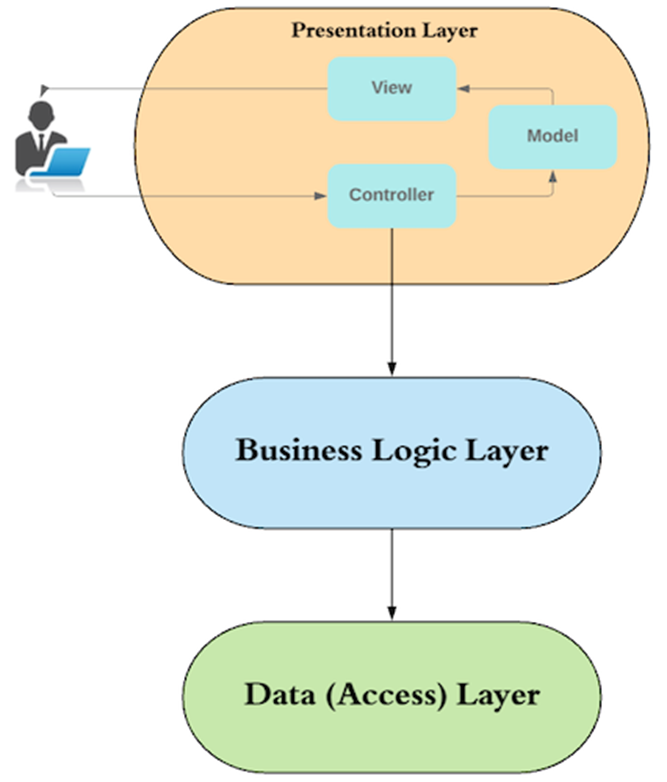 Presentation Layer
View
Model
Controller
Business Logic Layer
Data (Access) Layer